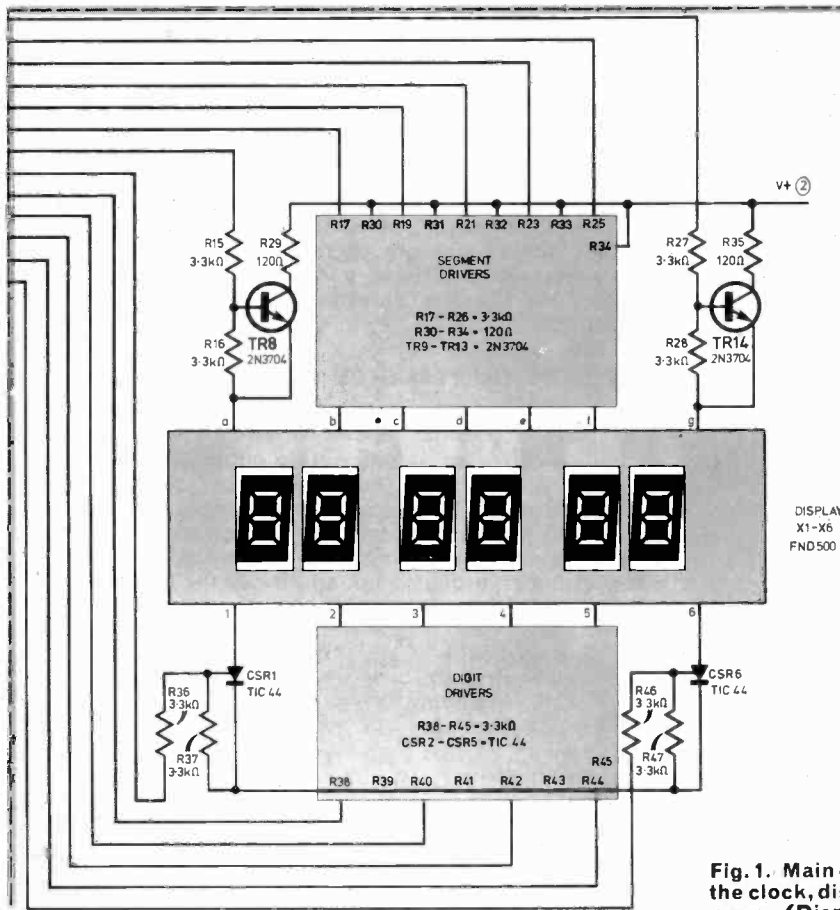 V+ ②
R17 R30 R19 R31 R21 R32 R23 R33 R25
R34
R15
3·3kΩ
R29
120Ω
R27
3·3kΩ
R35
120Ω
SEGMENT
DRIVERS
R17-R26=3·3kΩ
R30-R34=120Ω
TR9-TR13= 2N3704
R16
3·3kΩ
TR8
2N3704
R28
3·3kΩ
TR14
2N3704
a b c d e f g
DISPLAY
X1-X6
FND500
1 2 3 4 5 6
CSR1
TIC 44
CSR6
TIC 44
R36
3·3kΩ
R37
3·3kΩ
DIGIT
DRIVERS
R38-R45=3·3kΩ
CSR2-CSR5=TIC 44
R46
3·3kΩ
R47
3·3kΩ
R45
R38 R39 R40 R41 R42 R43 R44
Fig. 1. Main
the clock, di